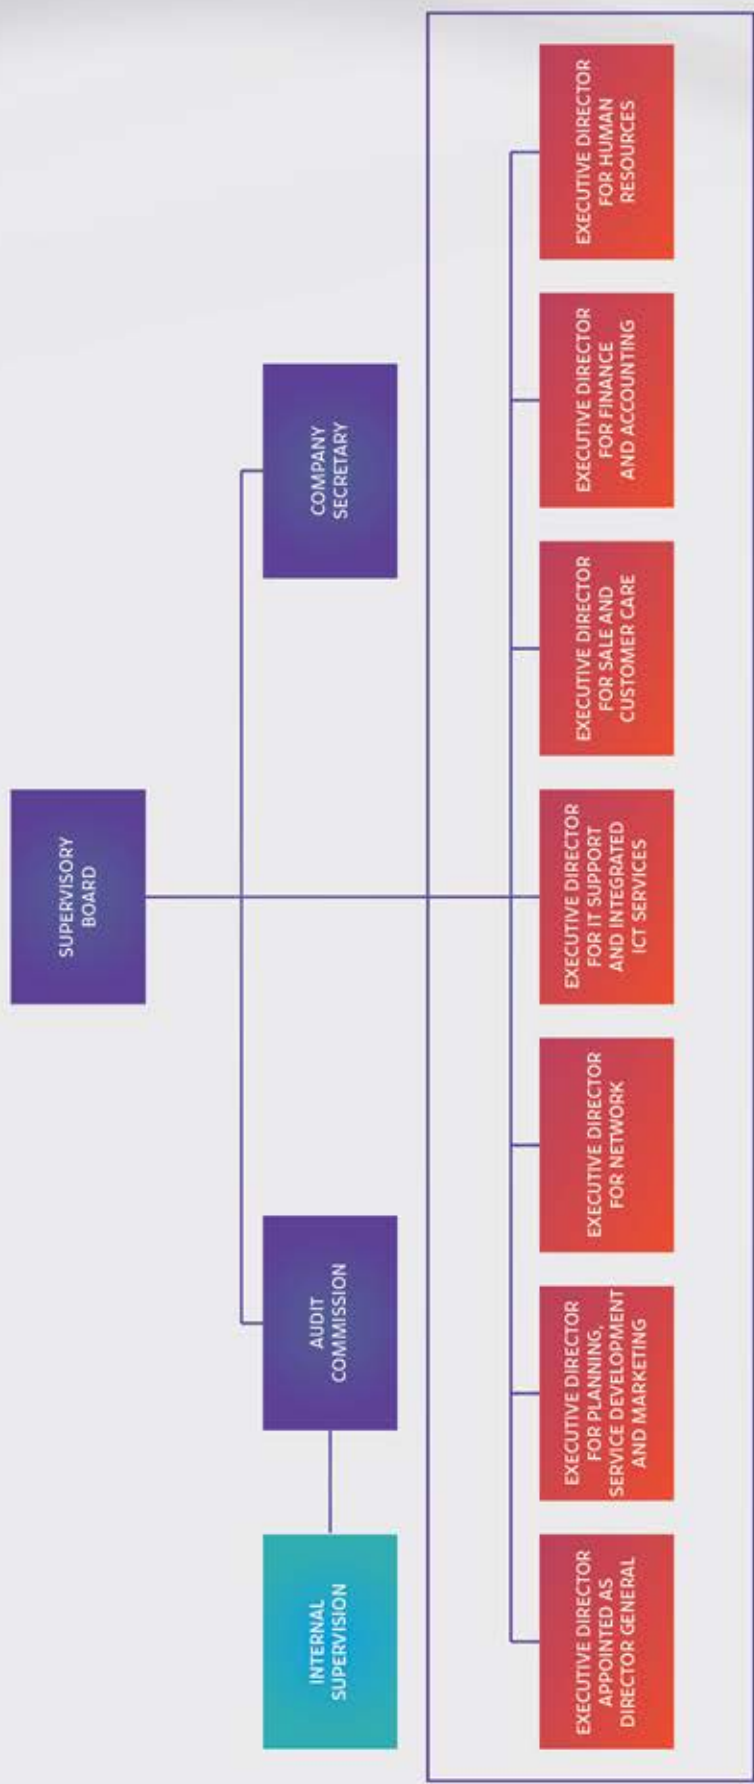 SUPERVISORY
BOARD
INTERNAL
SUPERVISION
AUDIT
COMMISSION
COMPANY
SECRETARY
EXECUTIVE DIRECTOR
APPOINTED AS
DIRECTOR GENERAL
EXECUTIVE DIRECTOR
FOR PLANNING,
SERVICE DEVELOPMENT
AND MARKETING
EXECUTIVE DIRECTOR
FOR NETWORK
EXECUTIVE DIRECTOR
FOR IT SUPPORT
AND INTEGRATED
ICT SERVICES
EXECUTIVE DIRECTOR
FOR SALE AND
CUSTOMER CARE
EXECUTIVE DIRECTOR
FOR FINANCE
AND ACCOUNTING
EXECUTIVE DIRECTOR
FOR HUMAN
RESOURCES